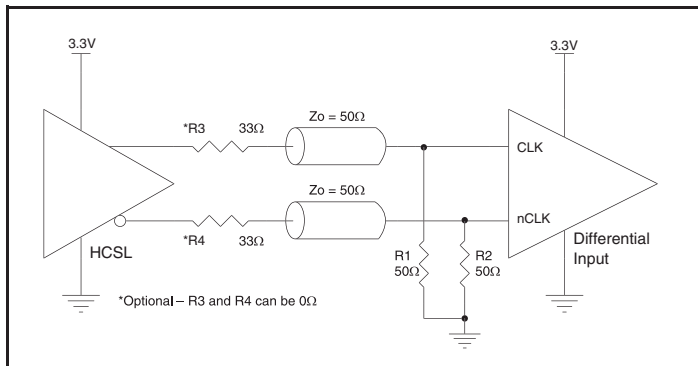 3.3V
3.3V
*R3 33Ω
Zo = 50Ω
CLK
Zo = 50Ω
nCLK
*R4 33Ω
HCSL
R1
50Ω
R2
50Ω
Differential
Input
*Optional – R3 and R4 can be 0Ω